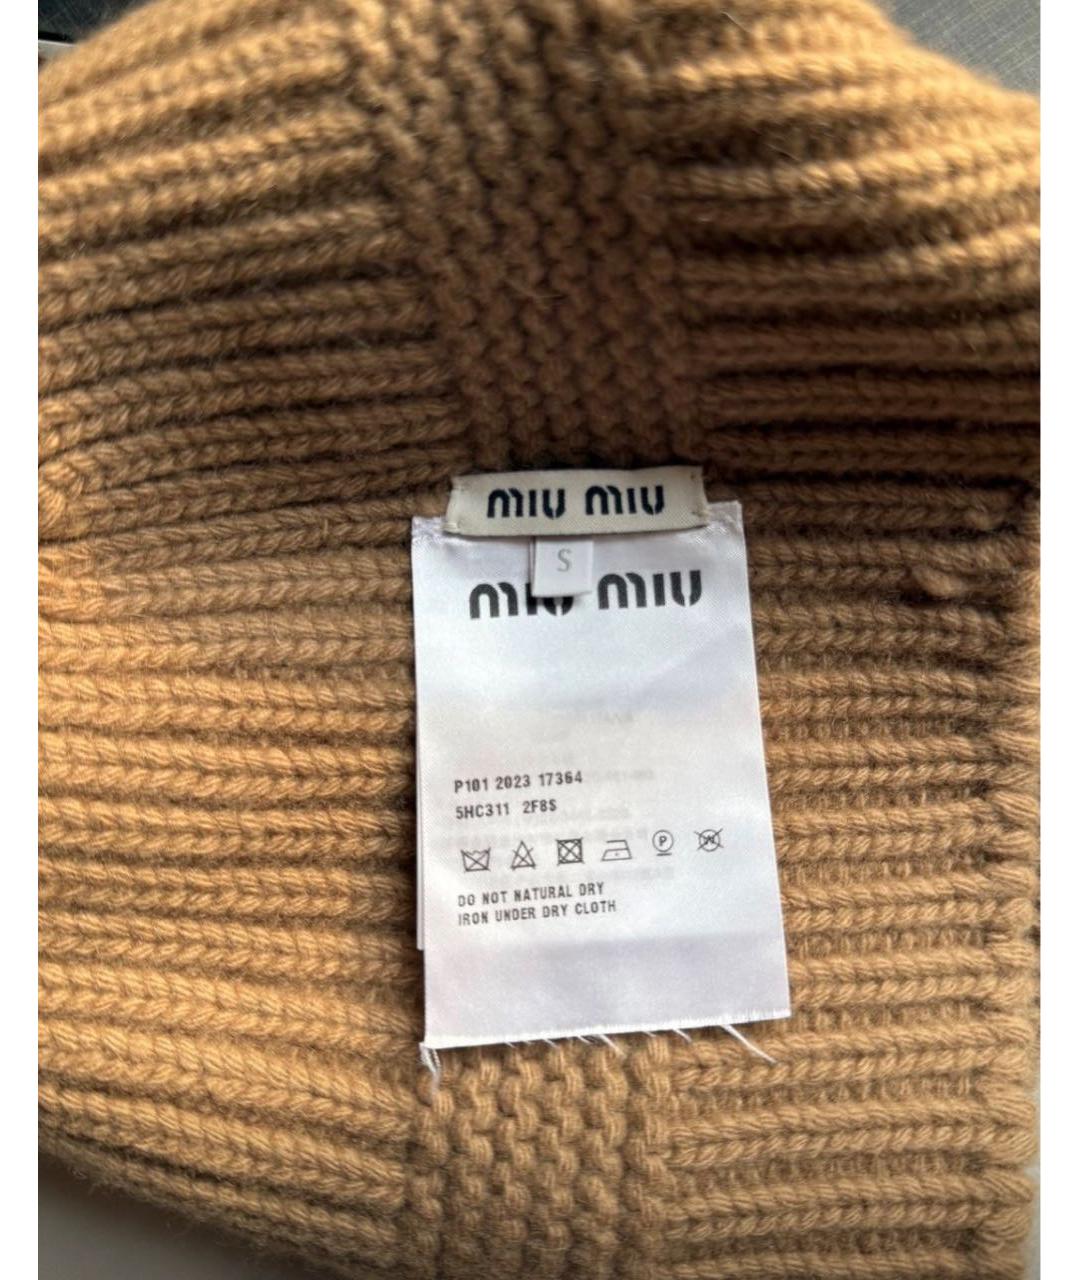 miu miu
S
miu miu
P101 2023 17364
5HC311 2F8S
P W
DO NOT NATURAL DRY
IRON UNDER DRY CLOTH